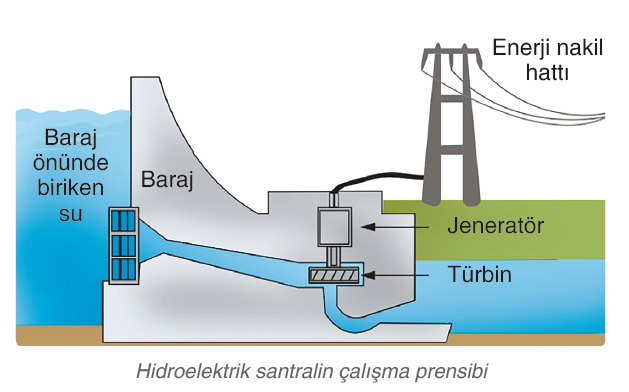 Enerji nakil
hattı
Baraj
önünde
biriken
su
Baraj
Jeneratör
Türbin
Hidroelektrik santralin çalışma prensibi